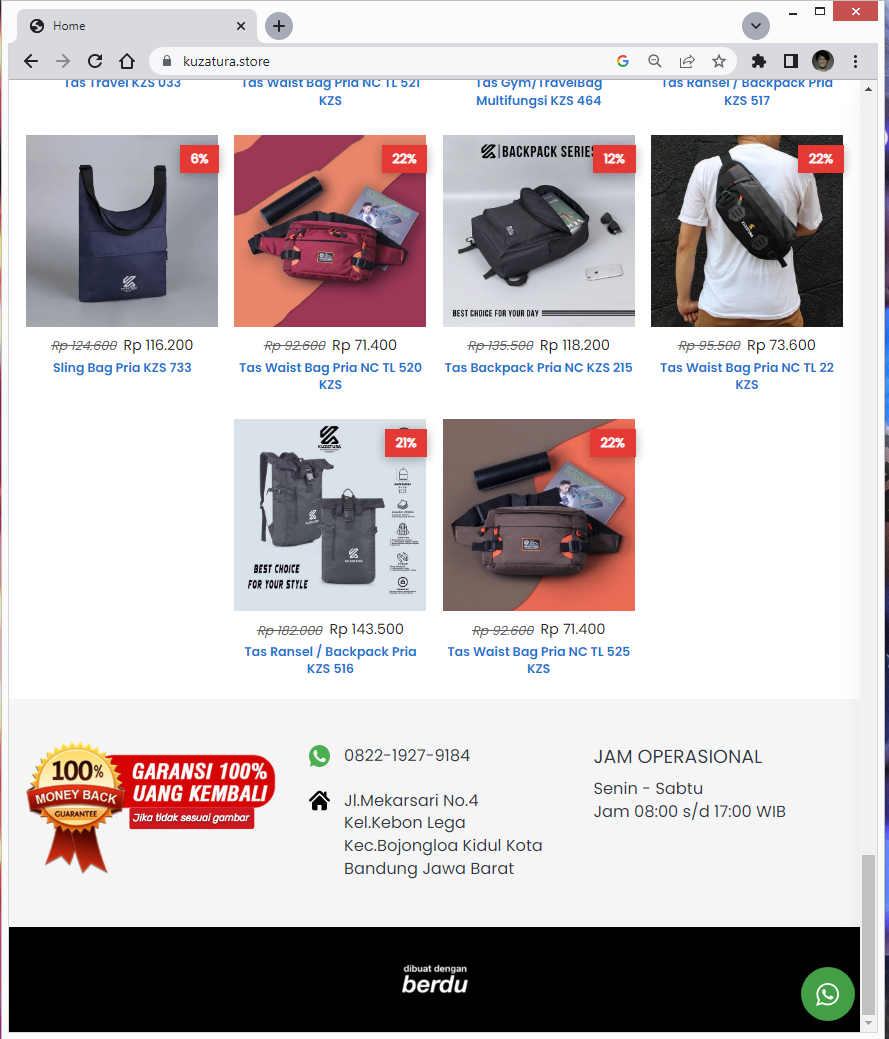 Home
kuzatura.store
Tas Travel KZS 033
Tas Waist Bag Pria NC TL 521
KZS
Tas Gym/TravelBag
Multifungsi KZS 464
Tas Ransel / Backpack Pria
KZS 517
6%
22%
BACKPACK SERIES
12%
22%
BEST CHOICE FOR YOUR DAY
Rp 124.600 Rp 116.200
Sling Bag Pria KZS 733
Rp 92.600 Rp 71.400
Tas Waist Bag Pria NC TL 520
KZS
Rp 135.500 Rp 118.200
Tas Backpack Pria NC KZS 215
Rp 95.500 Rp 73.600
Tas Waist Bag Pria NC TL 22
KZS
KUZATURA
21%
22%
BEST CHOICE
FOR YOUR STYLE
Rp 182.000 Rp 143.500
Tas Ransel / Backpack Pria
KZS 516
Rp 92.600 Rp 71.400
Tas Waist Bag Pria NC TL 525
KZS
100%
MONEY BACK
GUARANTEE
GARANSI 100%
UANG KEMBALI
Jika tidak sesuai gambar
0822-1927-9184
Jl.Mekarsari No.4
Kel.Kebon Lega
Kec.Bojongloa Kidul Kota
Bandung Jawa Barat
JAM OPERASIONAL
Senin - Sabtu
Jam 08:00 s/d 17:00 WIB
dibuat dengan
berdu